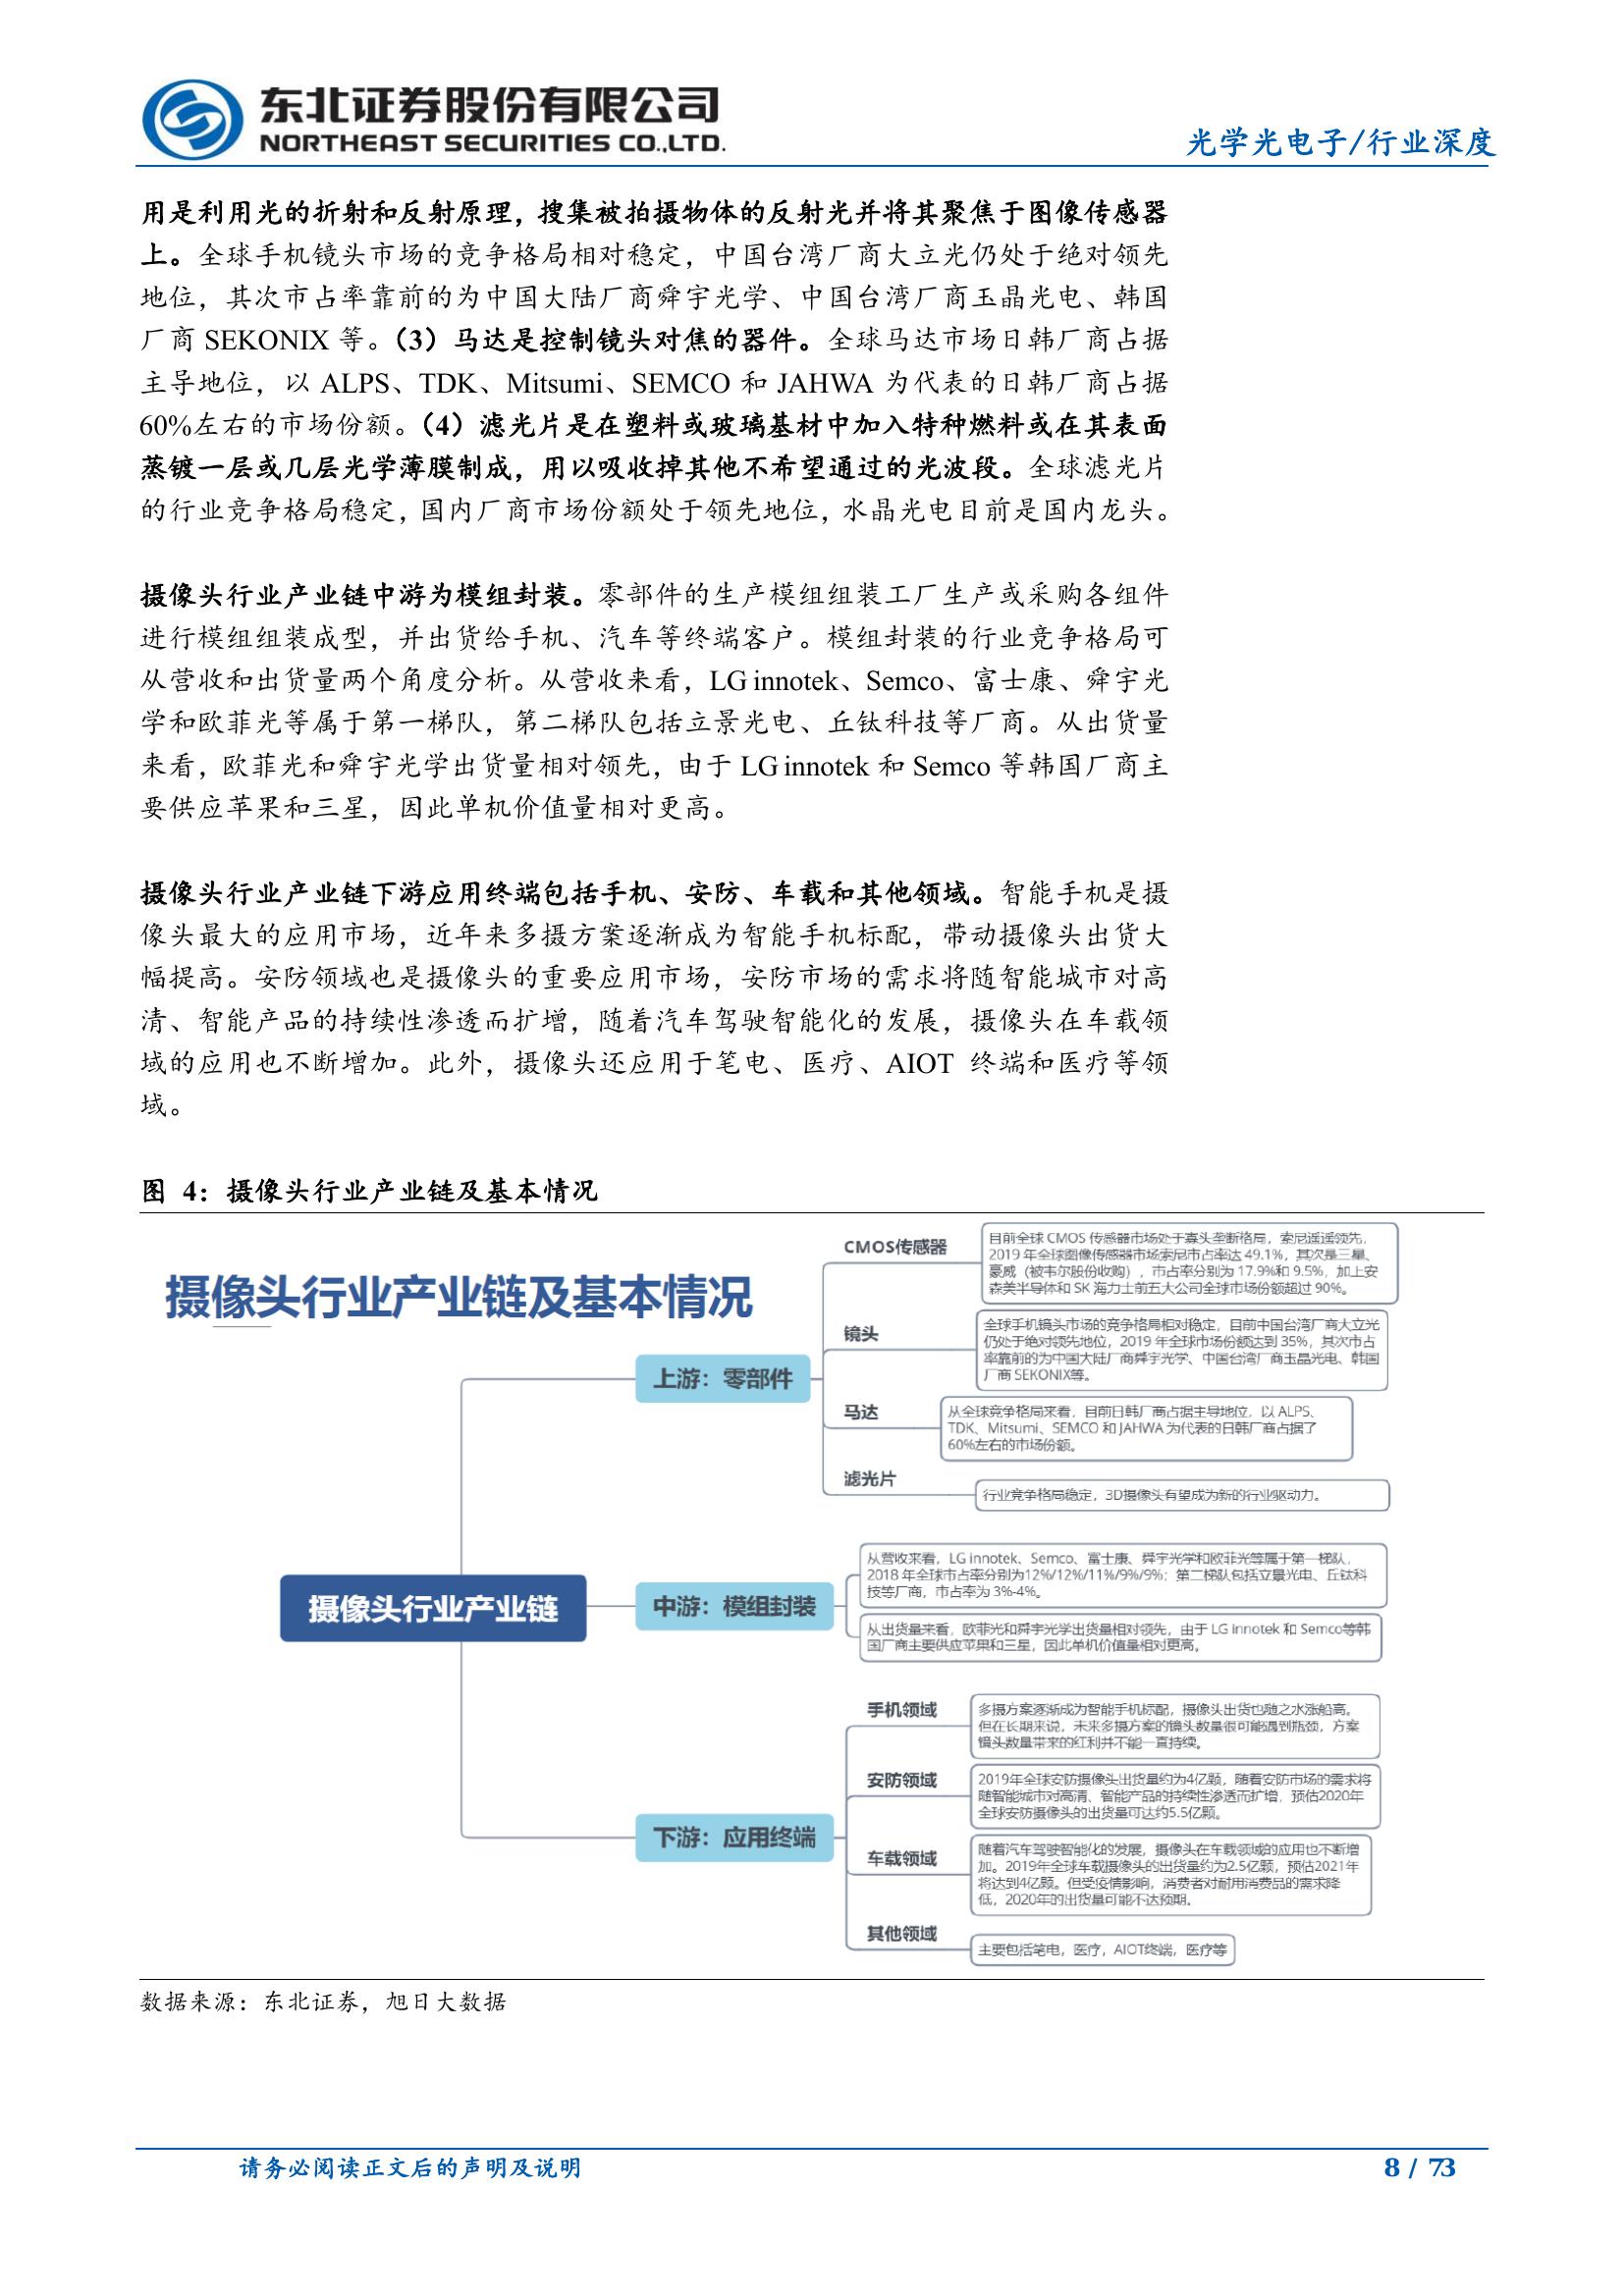 东北证券股份有限公司
NORTHEAST SECURITIES CO.,LTD.
光学光电子/行业深度
用是利用光的折射和反射原理，搜集被拍摄物体的反射光并将其聚焦于图像传感器
上。全球手机镜头市场的竞争格局相对稳定，中国台湾厂商大立光仍处于绝对领先
地位，其次市占率靠前的为中国大陆厂商舜宇光学、中国台湾厂商玉晶光电、韩国
厂商 SEKONIX 等。（3）马达是控制镜头对焦的器件。全球马达市场日韩厂商占据
主导地位，以 ALPS、TDK、Mitsumi、SEMCO 和 JAHWA 为代表的日韩厂商占据
60%左右的市场份额。（4）滤光片是在塑料或玻璃基材中加入特种燃料或在其表面
蒸镀一层或几层光学薄膜制成，用以吸收掉其他不希望通过的光波段。全球滤光片
的行业竞争格局稳定，国内厂商市场份额处于领先地位，水晶光电目前是国内龙头。
摄像头行业产业链中游为模组封装。零部件的生产模组组装工厂生产或采购各组件
进行模组组装成型，并出货给手机、汽车等终端客户。模组封装的行业竞争格局可
从营收和出货量两个角度分析。从营收来看，LG innotek、Semco、富士康、舜宇光
学和欧菲光等属于第一梯队，第二梯队包括立景光电、丘钛科技等厂商。从出货量
来看，欧菲光和舜宇光学出货量相对领先，由于 LG innotek 和 Semco 等韩国厂商主
要供应苹果和三星，因此单机价值量相对更高。
摄像头行业产业链下游应用终端包括手机、安防、车载和其他领域。智能手机是摄
像头最大的应用市场，近年来多摄方案逐渐成为智能手机标配，带动摄像头出货大
幅提高。安防领域也是摄像头的重要应用市场，安防市场的需求将随智能城市对高
清、智能产品的持续性渗透而扩增，随着汽车驾驶智能化的发展，摄像头在车载领
域的应用也不断增加。此外，摄像头还应用于笔电、医疗、AIOT 终端和医疗等领
域。
图 4：摄像头行业产业链及基本情况
摄像头行业产业链及基本情况
摄像头行业产业链
上游：零部件
CMOS传感器
目前全球 CMOS 传感器市场处于寡头垄断格局，索尼遥遥领先，
2019 年全球图像传感器市场索尼市占率达 49.1%，其次是三星、
豪威（被韦尔股份收购），市占率分别为 17.9%和 9.5%，加上安
森美半导体和 SK 海力士前五大公司全球市场份额超过 90%。
镜头
全球手机镜头市场的竞争格局相对稳定，目前中国台湾厂商大立光
仍处于绝对领先地位，2019 年全球市场份额达到 35%，其次市占
率靠前的为中国大陆厂商舜宇光学、中国台湾厂商玉晶光电、韩国
厂商 SEKONIX等。
马达
从全球竞争格局来看，目前日韩厂商占据主导地位，以 ALPS、
TDK、Mitsumi、SEMCO 和 JAHWA 为代表的日韩厂商占据了
60%左右的市场份额。
滤光片
行业竞争格局稳定，3D摄像头有望成为新的行业驱动力。
中游：模组封装
从营收来看，LG innotek、Semco、富士康、舜宇光学和欧菲光等属于第一梯队，
2018 年全球市占率分别为12%/12%/11%/9%/9%；第二梯队包括立景光电、丘钛科
技等厂商，市占率为 3%-4%。
从出货量来看，欧菲光和舜宇光学出货量相对领先，由于 LG innotek 和 Semco等韩
国厂商主要供应苹果和三星，因此单机价值量相对更高。
下游：应用终端
手机领域
多摄方案逐渐成为智能手机标配，摄像头出货也随之水涨船高。
但在长期来说，未来多摄方案的镜头数量很可能遇到瓶颈，方案
镜头数量带来的红利并不能一直持续。
安防领域
2019年全球安防摄像头出货量约为4亿颗，随着安防市场的需求将
随智能城市对高清、智能产品的持续性渗透而扩增，预估2020年
全球安防摄像头的出货量可达约5.5亿颗。
车载领域
随着汽车驾驶智能化的发展，摄像头在车载领域的应用也不断增
加。2019年全球车载摄像头的出货量约为2.5亿颗，预估2021年
将达到4亿颗。但受疫情影响，消费者对耐用消费品的需求降
低，2020年的出货量可能不达预期。
其他领域
主要包括笔电，医疗，AIOT终端，医疗等
数据来源：东北证券，旭日大数据
请务必阅读正文后的声明及说明
8 / 73